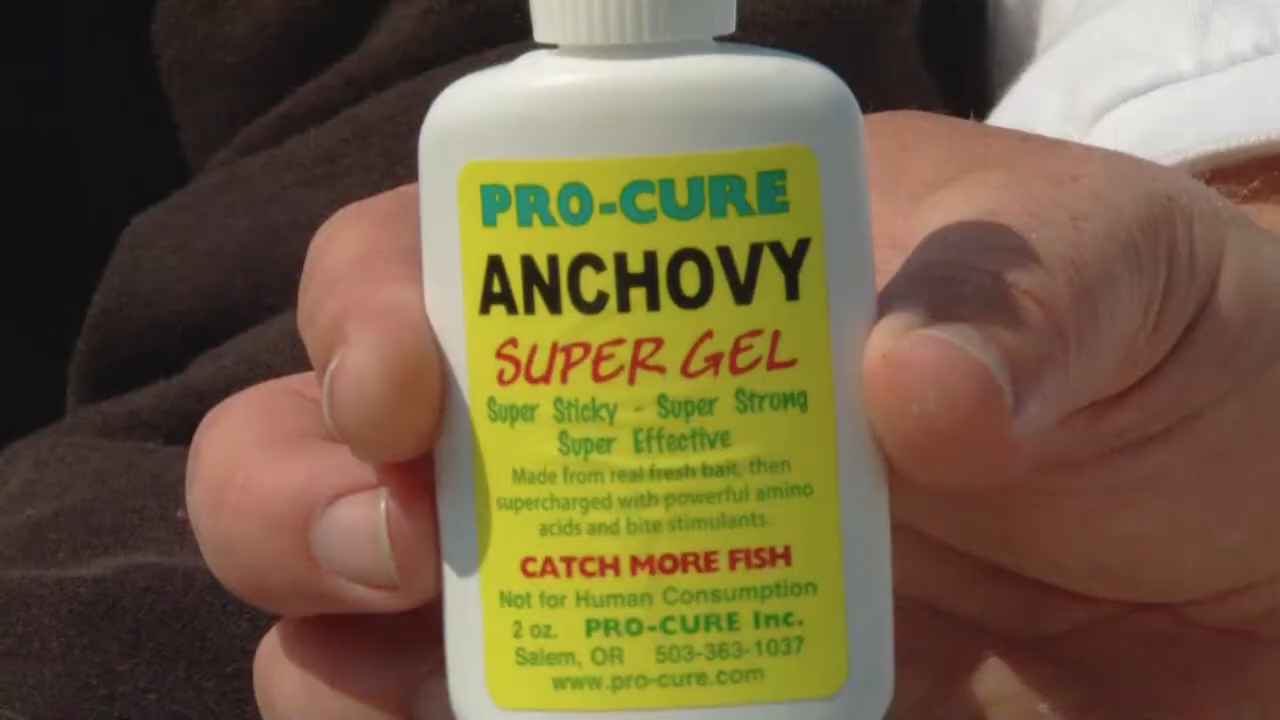 PRO-CURE
ANCHOVY
SUPER GEL
Super Sticky - Super Strong
Super Effective
Made from real fresh bait, then
supercharged with powerful amino
acids and bite stimulants.
CATCH MORE FISH
Not for Human Consumption
2 oz. PRO-CURE Inc.
Salem, OR 503-363-1037
www.pro-cure.com